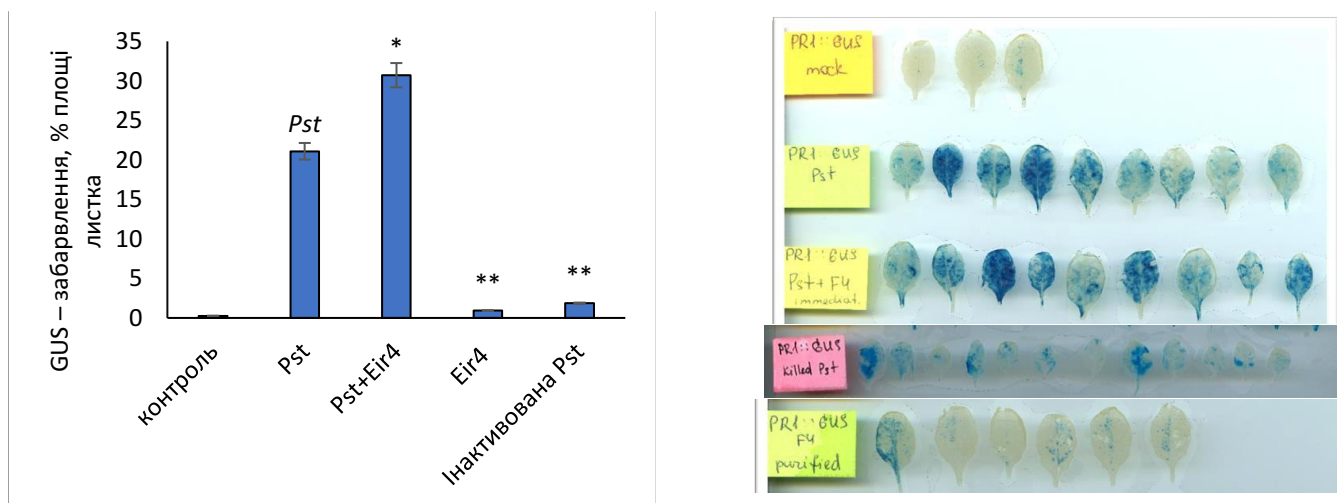 GUS – забарвлення, % площі
листка
35
30
25
20
15
10
5
0
Pst
*
**
**
контроль
Pst
Pst+Eir4
Eir4
Інактивована Pst
PR1::GUS
mock
PR1::GUS
Pst
PR1::GUS
Pst+F4
immediat.
PR1::GUS
killed Pst
PR1::GUS
F4
purified